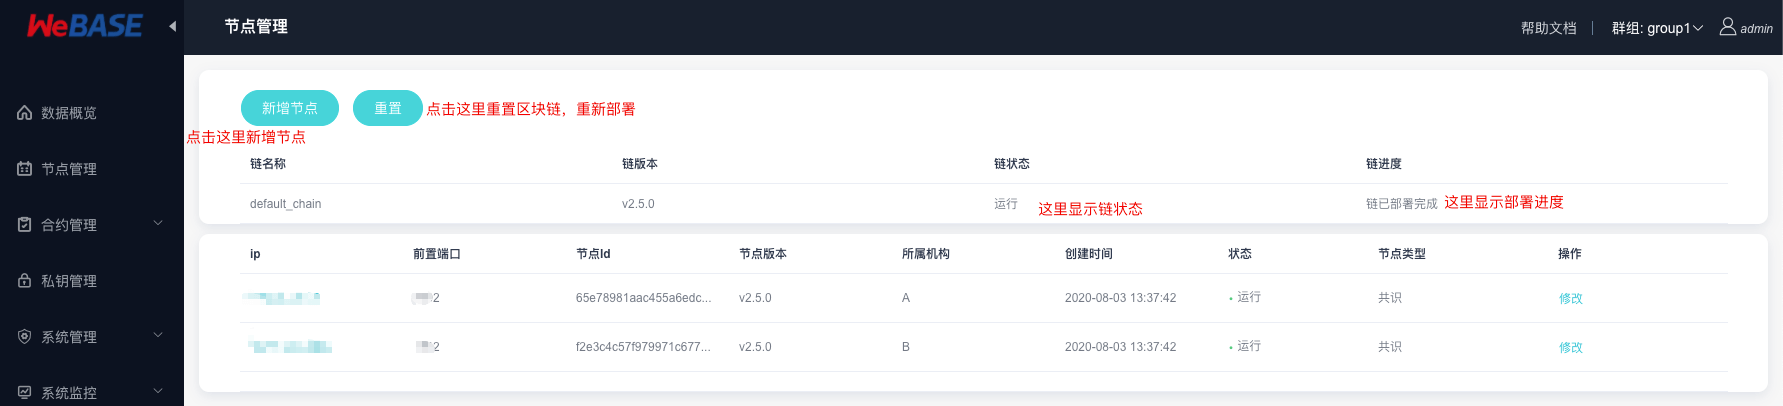 WeBASE
节点管理
帮助文档 群组: group1 admin
数据概览
节点管理
合约管理
私钥管理
系统管理
系统监控
新增节点 重置 点击这里重置区块链，重新部署
点击这里新增节点
链名称 链版本 链状态 链进度
default_chain v2.5.0 运行 这里显示链状态 链已部署完成 这里显示部署进度
ip 前置端口 节点Id 节点版本 所属机构 创建时间 状态 节点类型 操作
2 65e78981aac455a6edc... v2.5.0 A 2020-08-03 13:37:42 运行 共识 修改
2 f2e3c4c57f979971c677... v2.5.0 B 2020-08-03 13:37:42 运行 共识 修改